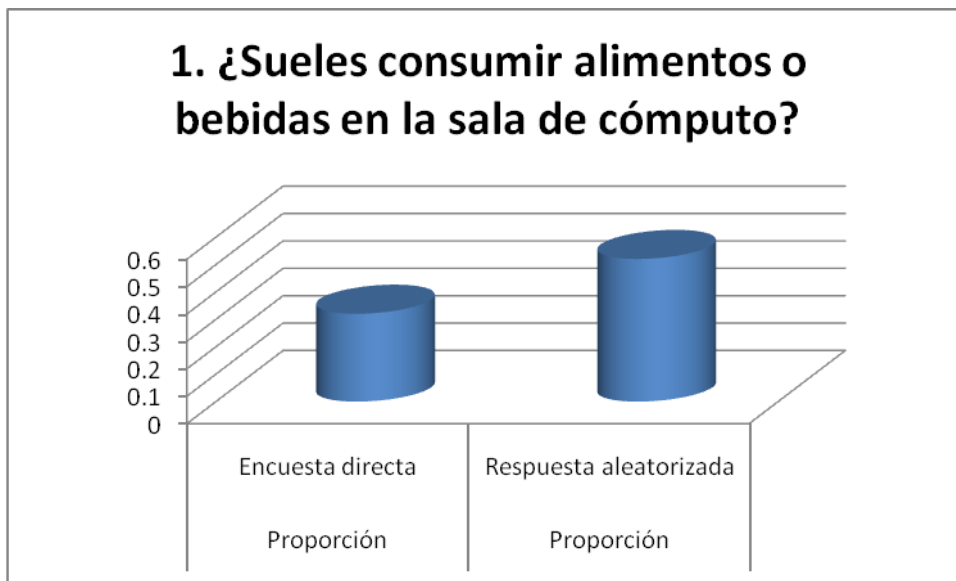 1. ¿Sueles consumir alimentos o
bebidas en la sala de cómputo?
0.6
0.5
0.4
0.3
0.2
0.1
0
Encuesta directa
Respuesta aleatorizada
Proporción
Proporción